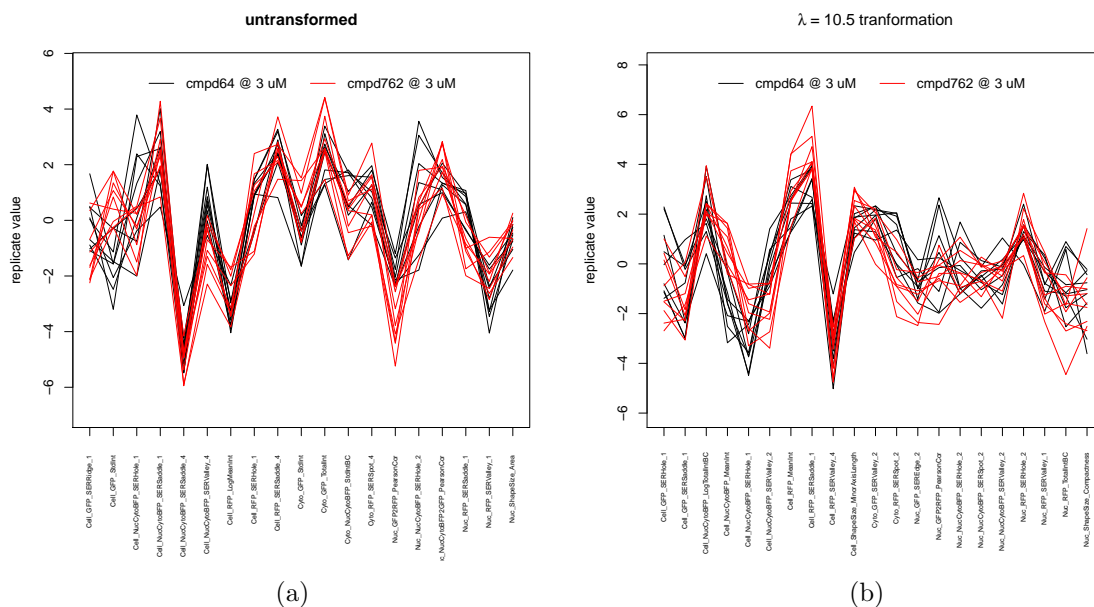 untransformed
replicate value
6
4
2
0
−2
−4
−6
cmpd64 @ 3 uM
cmpd762 @ 3 uM
Cell_GFP_SERRidge_1
Cell_GFP_StdInt
Cell_NucCytoBFP_SERHole_1
Cell_NucCytoBFP_SERSaddle_1
Cell_NucCytoBFP_SERSaddle_4
Cell_NucCytoBFP_SERValley_4
Cell_RFP_LogMeanInt
Cell_RFP_SERHole_1
Cell_RFP_SERSaddle_4
Cyto_GFP_StdInt
Cyto_GFP_TotalInt
Cyto_NucCytoBFP_StdIntBC
Cyto_RFP_SERSpot_4
Nuc_GFP2RFP_PearsonCor
Nuc_NucCytoBFP_SERHole_2
ic_NucCytoBFP2GFP_PearsonCor
Nuc_RFP_SERSaddle_1
Nuc_RFP_SERValley_1
Nuc_ShapeSize_Area
(a)
λ = 10.5 tranformation
replicate value
8
6
4
2
0
−2
−4
−6
cmpd64 @ 3 uM
cmpd762 @ 3 uM
Cell_GFP_SERHole_1
Cell_GFP_SERSaddle_1
Cell_NucCytoBFP_LogTotalIntBC
Cell_NucCytoBFP_MeanInt
Cell_NucCytoBFP_SERHole_1
Cell_NucCytoBFP_SERValley_2
Cell_RFP_MeanInt
Cell_RFP_SERSaddle_1
Cell_RFP_SERValley_4
Cell_ShapeSize_MinorAxisLength
Cyto_GFP_SERValley_2
Cyto_RFP_SERSpot_2
Nuc_GFP_SEREdge_2
Nuc_GFP2RFP_PearsonCor
Nuc_NucCytoBFP_SERHole_2
Nuc_NucCytoBFP_SERSpot_2
Nuc_NucCytoBFP_SERValley_2
Nuc_RFP_SERHole_2
Nuc_RFP_SERValley_1
Nuc_RFP_TotalIntBC
Nuc_ShapeSize_Compactness
(b)